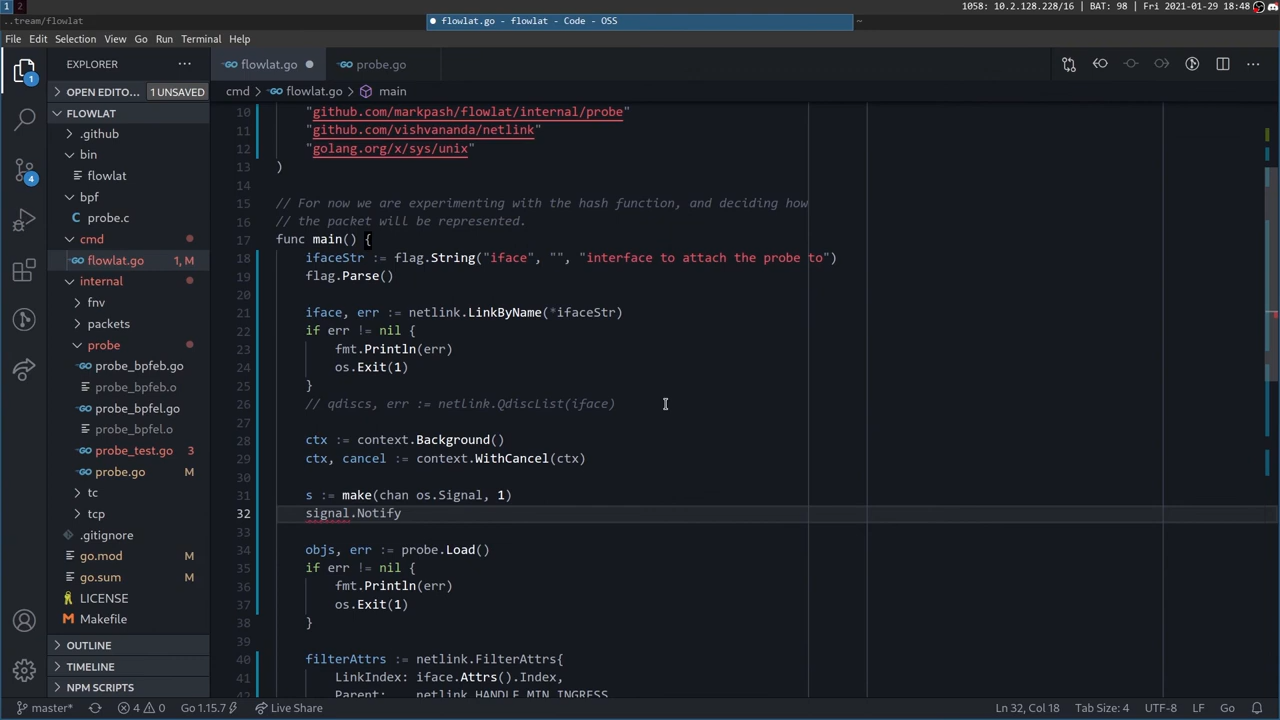 1 2
1058: 10.2.128.228/16 | BAT: 98 | Fri 2021-01-29 18:48
..tream/flowlat
● flowlat.go - flowlat - Code - OSS
File Edit Selection View Go Run Terminal Help
EXPLORER
flowlat.go
probe.go
OPEN EDITO... 1 UNSAVED
cmd > flowlat.go > main
FLOWLAT
.github
bin
flowlat
bpf
probe.c
cmd
flowlat.go 1, M
internal
fnv
packets
probe
probe_bpfeb.go
probe_bpfeb.o
probe_bpfel.go
probe_bpfel.o
probe_test.go 3
probe.go M
tc
tcp
.gitignore
go.mod M
go.sum M
LICENSE
Makefile
OUTLINE
TIMELINE
NPM SCRIPTS
1
4
10 "github.com/markpash/flowlat/internal/probe"
11 "github.com/vishvananda/netlink"
12 "golang.org/x/sys/unix"
13 )
14
15 // For now we are experimenting with the hash function, and deciding how
16 // the packet will be represented.
17 func main() {
18 ifaceStr := flag.String("iface", "", "interface to attach the probe to")
19 flag.Parse()
20
21 iface, err := netlink.LinkByName(*ifaceStr)
22 if err != nil {
23 fmt.Println(err)
24 os.Exit(1)
25 }
26 // qdiscs, err := netlink.QdiscList(iface)
27
28 ctx := context.Background()
29 ctx, cancel := context.WithCancel(ctx)
30
31 s := make(chan os.Signal, 1)
32 signal.Notify
33
34 objs, err := probe.Load()
35 if err != nil {
36 fmt.Println(err)
37 os.Exit(1)
38 }
39
40 filterAttrs := netlink.FilterAttrs{
41 LinkIndex: iface.Attrs().Index,
42 Parent: netlink.HANDLE_MIN_INGRESS,
master* 4 0 Go 1.15.7 Live Share
Ln 32, Col 18 Tab Size: 4 UTF-8 LF Go